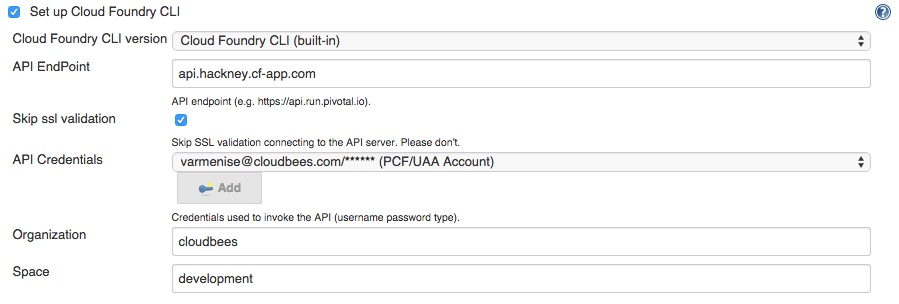 Set up Cloud Foundry CLI
Cloud Foundry CLI version
Cloud Foundry CLI (built-in)
API EndPoint
api.hackney.cf-app.com
API endpoint (e.g. https://api.run.pivotal.io).
Skip ssl validation
Skip SSL validation connecting to the API server. Please don't.
API Credentials
varmenise@cloudbees.com/****** (PCF/UAA Account)
Add
Credentials used to invoke the API (username password type).
Organization
cloudbees
Space
development